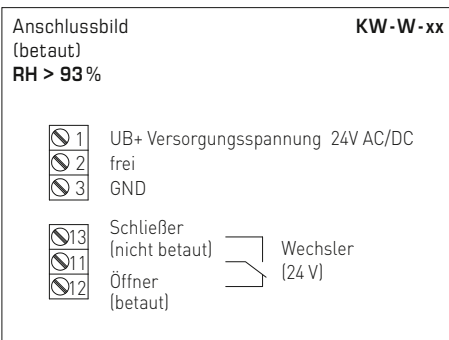 Anschlussbild KW-W-xx
(betaut)
RH > 93 %
1 UB+ Versorgungsspannung 24V AC/DC
2 frei
3 GND
13 Schließer
(nicht betaut)
11
12 Öffner
(betaut)
Wechsler
(24 V)